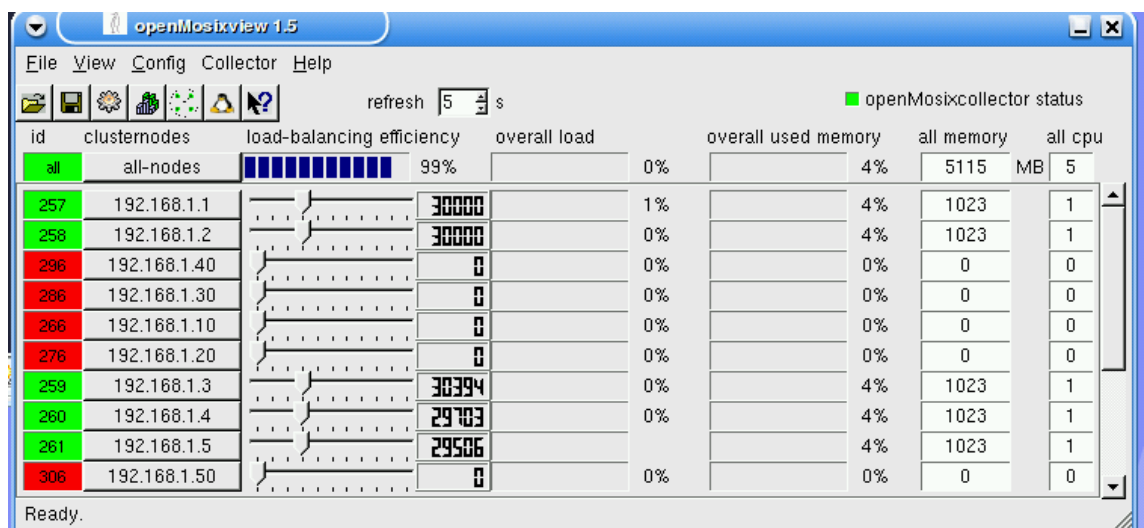 openMosixview 1.5
File View Config Collector Help
refresh 5 s openMosixcollector status
id clusternodes load-balancing efficiency overall load overall used memory all memory all cpu
all all-nodes 99% 0% 4% 5115 MB 5
257 192.168.1.1 30000 1% 4% 1023 1
258 192.168.1.2 30000 0% 4% 1023 1
296 192.168.1.40 0 0% 0% 0 0
286 192.168.1.30 0 0% 0% 0 0
266 192.168.1.10 0 0% 0% 0 0
276 192.168.1.20 0 0% 0% 0 0
259 192.168.1.3 30394 0% 4% 1023 1
260 192.168.1.4 29703 0% 4% 1023 1
261 192.168.1.5 29506 4% 1023 1
306 192.168.1.50 0 0% 0% 0 0
Ready.